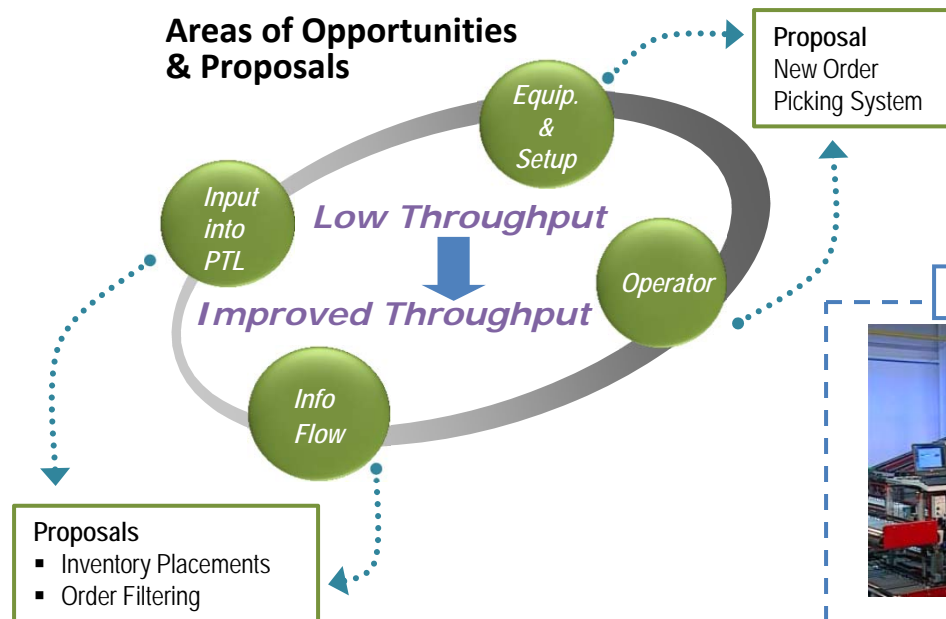 Areas of Opportunities
& Proposals
Proposal
New Order
Picking System
Equip.
&
Setup
Input
into
PTL
Low Throughput
Operator
Improved Throughput
Info
Flow
Proposals
▪ Inventory Placements
▪ Order Filtering